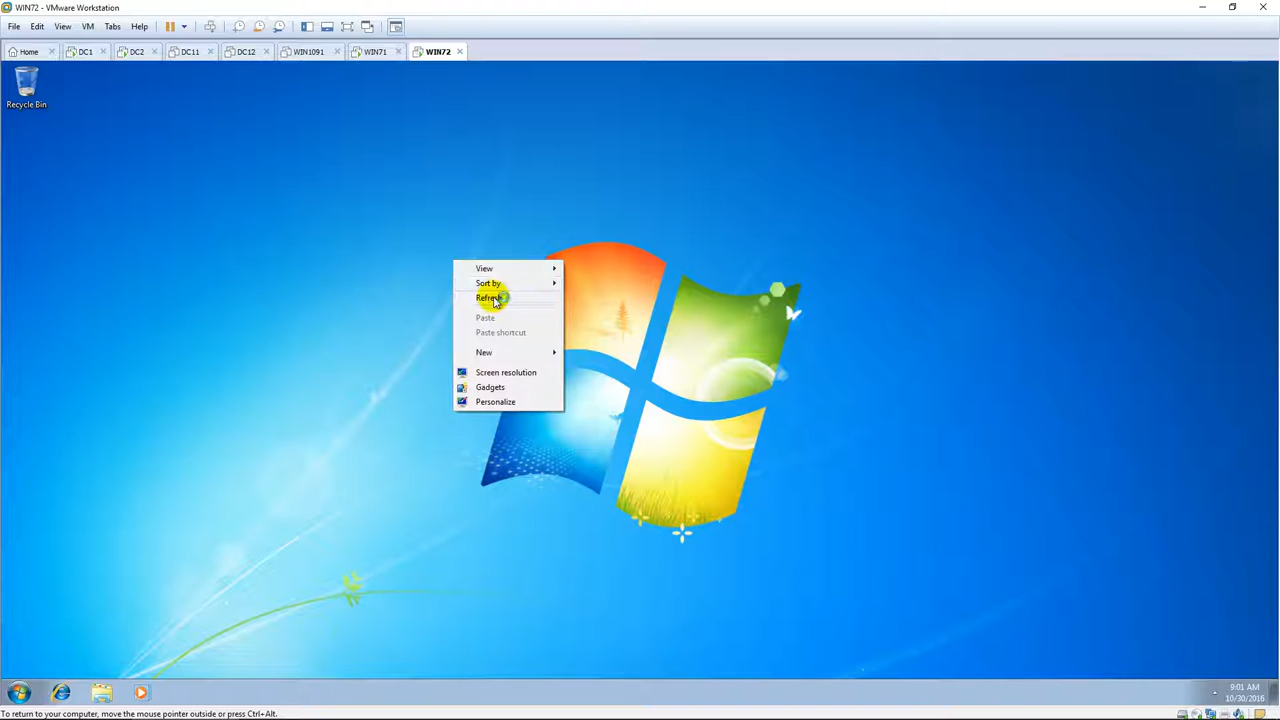 WIN72 - VMware Workstation
File Edit View VM Tabs Help
Home DC1 DC2 DC11 DC12 WIN1091 WIN71 WIN72
Recycle Bin
View
Sort by
Refresh
Paste
Paste shortcut
New
Screen resolution
Gadgets
Personalize
9:01 AM
10/30/2016
To return to your computer, move the mouse pointer outside or press Ctrl+Alt.